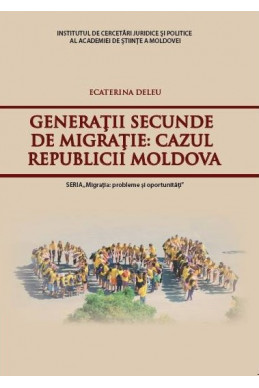 INSTITUTUL DE CERCETĂRI JURIDICE ȘI POLITICE
AL ACADEMIEI DE ȘTIINȚE A MOLDOVEI
ECATERINA DELEU
GENERAȚII SECUNDE
DE MIGRAȚIE: CAZUL
REPUBLICII MOLDOVA
SERIA „Migrația: probleme și oportunități"